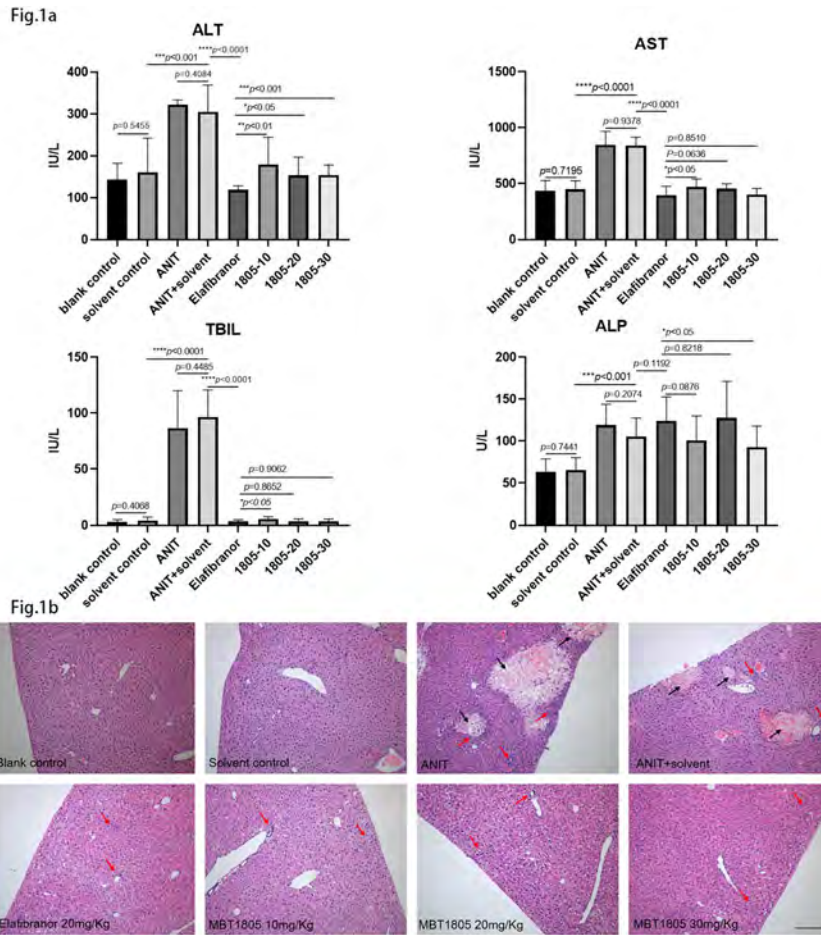 Fig.1a
ALT
****p<0.0001
***p<0.001
p=0.4084
***p<0.001
*p<0.05
**p<0.01
p=0.5455
400
300
200
100
0
IU/L
blank control
solvent control
ANIT
ANIT+solvent
Elafibranor
1805-10
1805-20
1805-30
AST
****p<0.0001
****p<0.0001
p=0.9378
p=0.8510
P=0.0636
*p<0.05
p=0.7195
1500
1000
500
0
IU/L
blank control
solvent control
ANIT
ANIT+solvent
Elafibranor
1805-10
1805-20
1805-30
TBIL
****p<0.0001
p=0.4485
****p<0.0001
p=0.9062
p=0.8652
*p<0.05
p=0.4068
150
100
50
0
IU/L
blank control
solvent control
ANIT
ANIT+solvent
Elafibranor
1805-10
1805-20
1805-30
ALP
*p<0.05
p=0.8218
***p<0.001
p=0.1192
p=0.2074
p=0.0876
p=0.7441
200
150
100
50
0
U/L
blank control
solvent control
ANIT
ANIT+solvent
Elafibranor
1805-10
1805-20
1805-30
Fig.1b
Blank control
Solvent control
ANIT
ANIT+solvent
Elafibranor 20mg/Kg
MBT1805 10mg/Kg
MBT1805 20mg/Kg
MBT1805 30mg/Kg